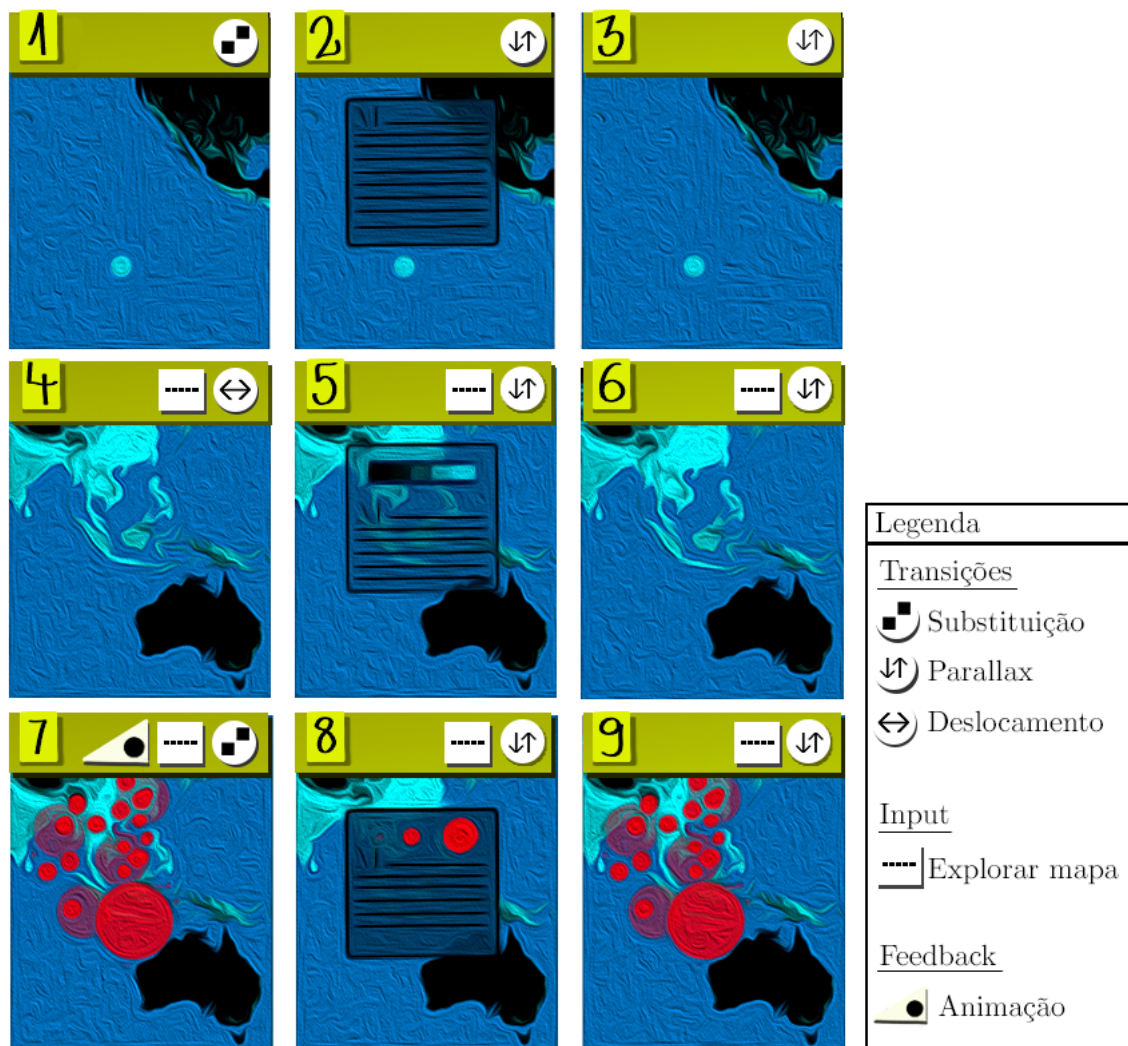 1
2
3
4
5
6
7
8
9
Legenda
Transições
Substituição
Parallax
Deslocamento
Input
Explorar mapa
Feedback
Animação